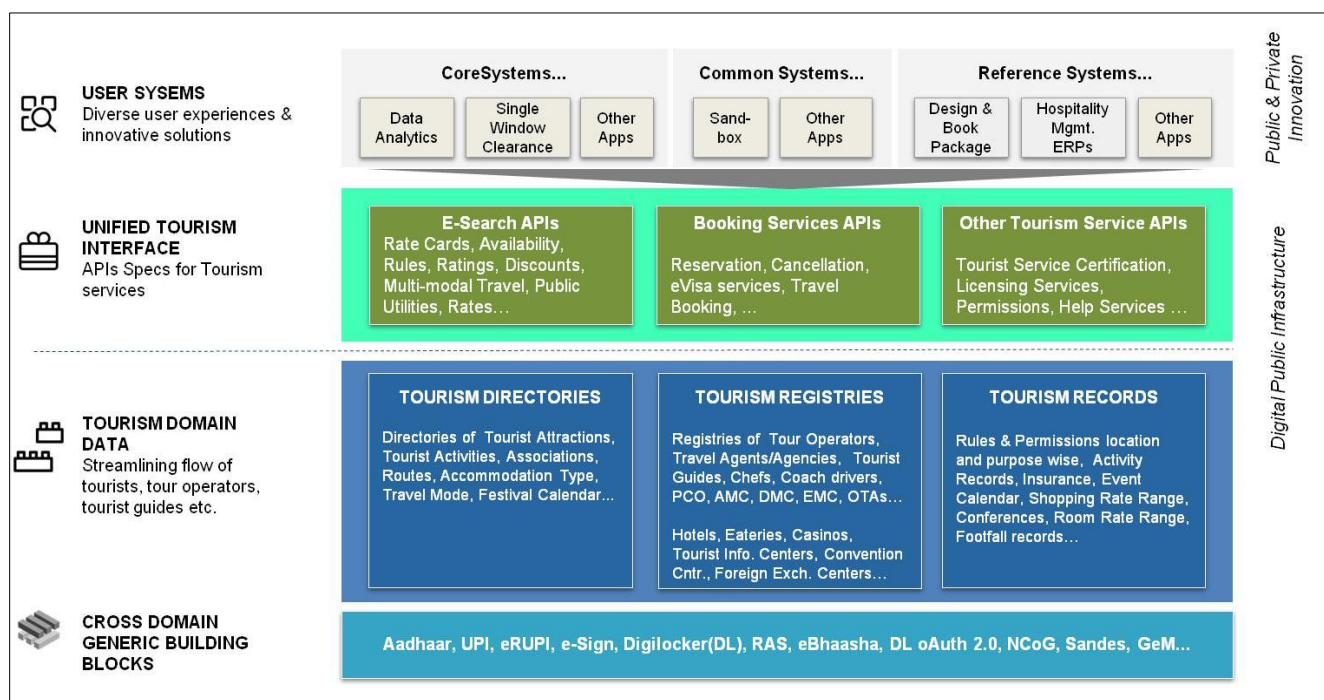 USER SYSEMS
Diverse user experiences &
innovative solutions
CoreSystems...
Data
Analytics
Single
Window
Clearance
Other
Apps
Common Systems...
Sand-
box
Other
Apps
Reference Systems...
Design &
Book
Package
Hospitality
Mgmt.
ERPs
Other
Apps
Public & Private
Innovation
UNIFIED TOURISM
INTERFACE
APIs Specs for Tourism
services
E-Search APIs
Rate Cards, Availability,
Rules, Ratings, Discounts,
Multi-modal Travel, Public
Utilities, Rates...
Booking Services APIs
Reservation, Cancellation,
eVisa services, Travel
Booking, ...
Other Tourism Service APIs
Tourist Service Certification,
Licensing Services,
Permissions, Help Services ...
Digital Public Infrastructure
TOURISM DOMAIN
DATA
Streamlining flow of
tourists, tour operators,
tourist guides etc.
TOURISM DIRECTORIES
Directories of Tourist Attractions,
Tourist Activities, Associations,
Routes, Accommodation Type,
Travel Mode, Festival Calendar...
TOURISM REGISTRIES
Registries of Tour Operators,
Travel Agents/Agencies, Tourist
Guides, Chefs, Coach drivers,
PCO, AMC, DMC, EMC, OTAs...
Hotels, Eateries, Casinos,
Tourist Info. Centers, Convention
Cntr., Foreign Exch. Centers...
TOURISM RECORDS
Rules & Permissions location
and purpose wise, Activity
Records, Insurance, Event
Calendar, Shopping Rate Range,
Conferences, Room Rate Range,
Footfall records...
CROSS DOMAIN
GENERIC BUILDING
BLOCKS
Aadhaar, UPI, eRUPI, e-Sign, Digilocker(DL), RAS, eBhaasha, DL oAuth 2.0, NCoG, Sandes, GeM...